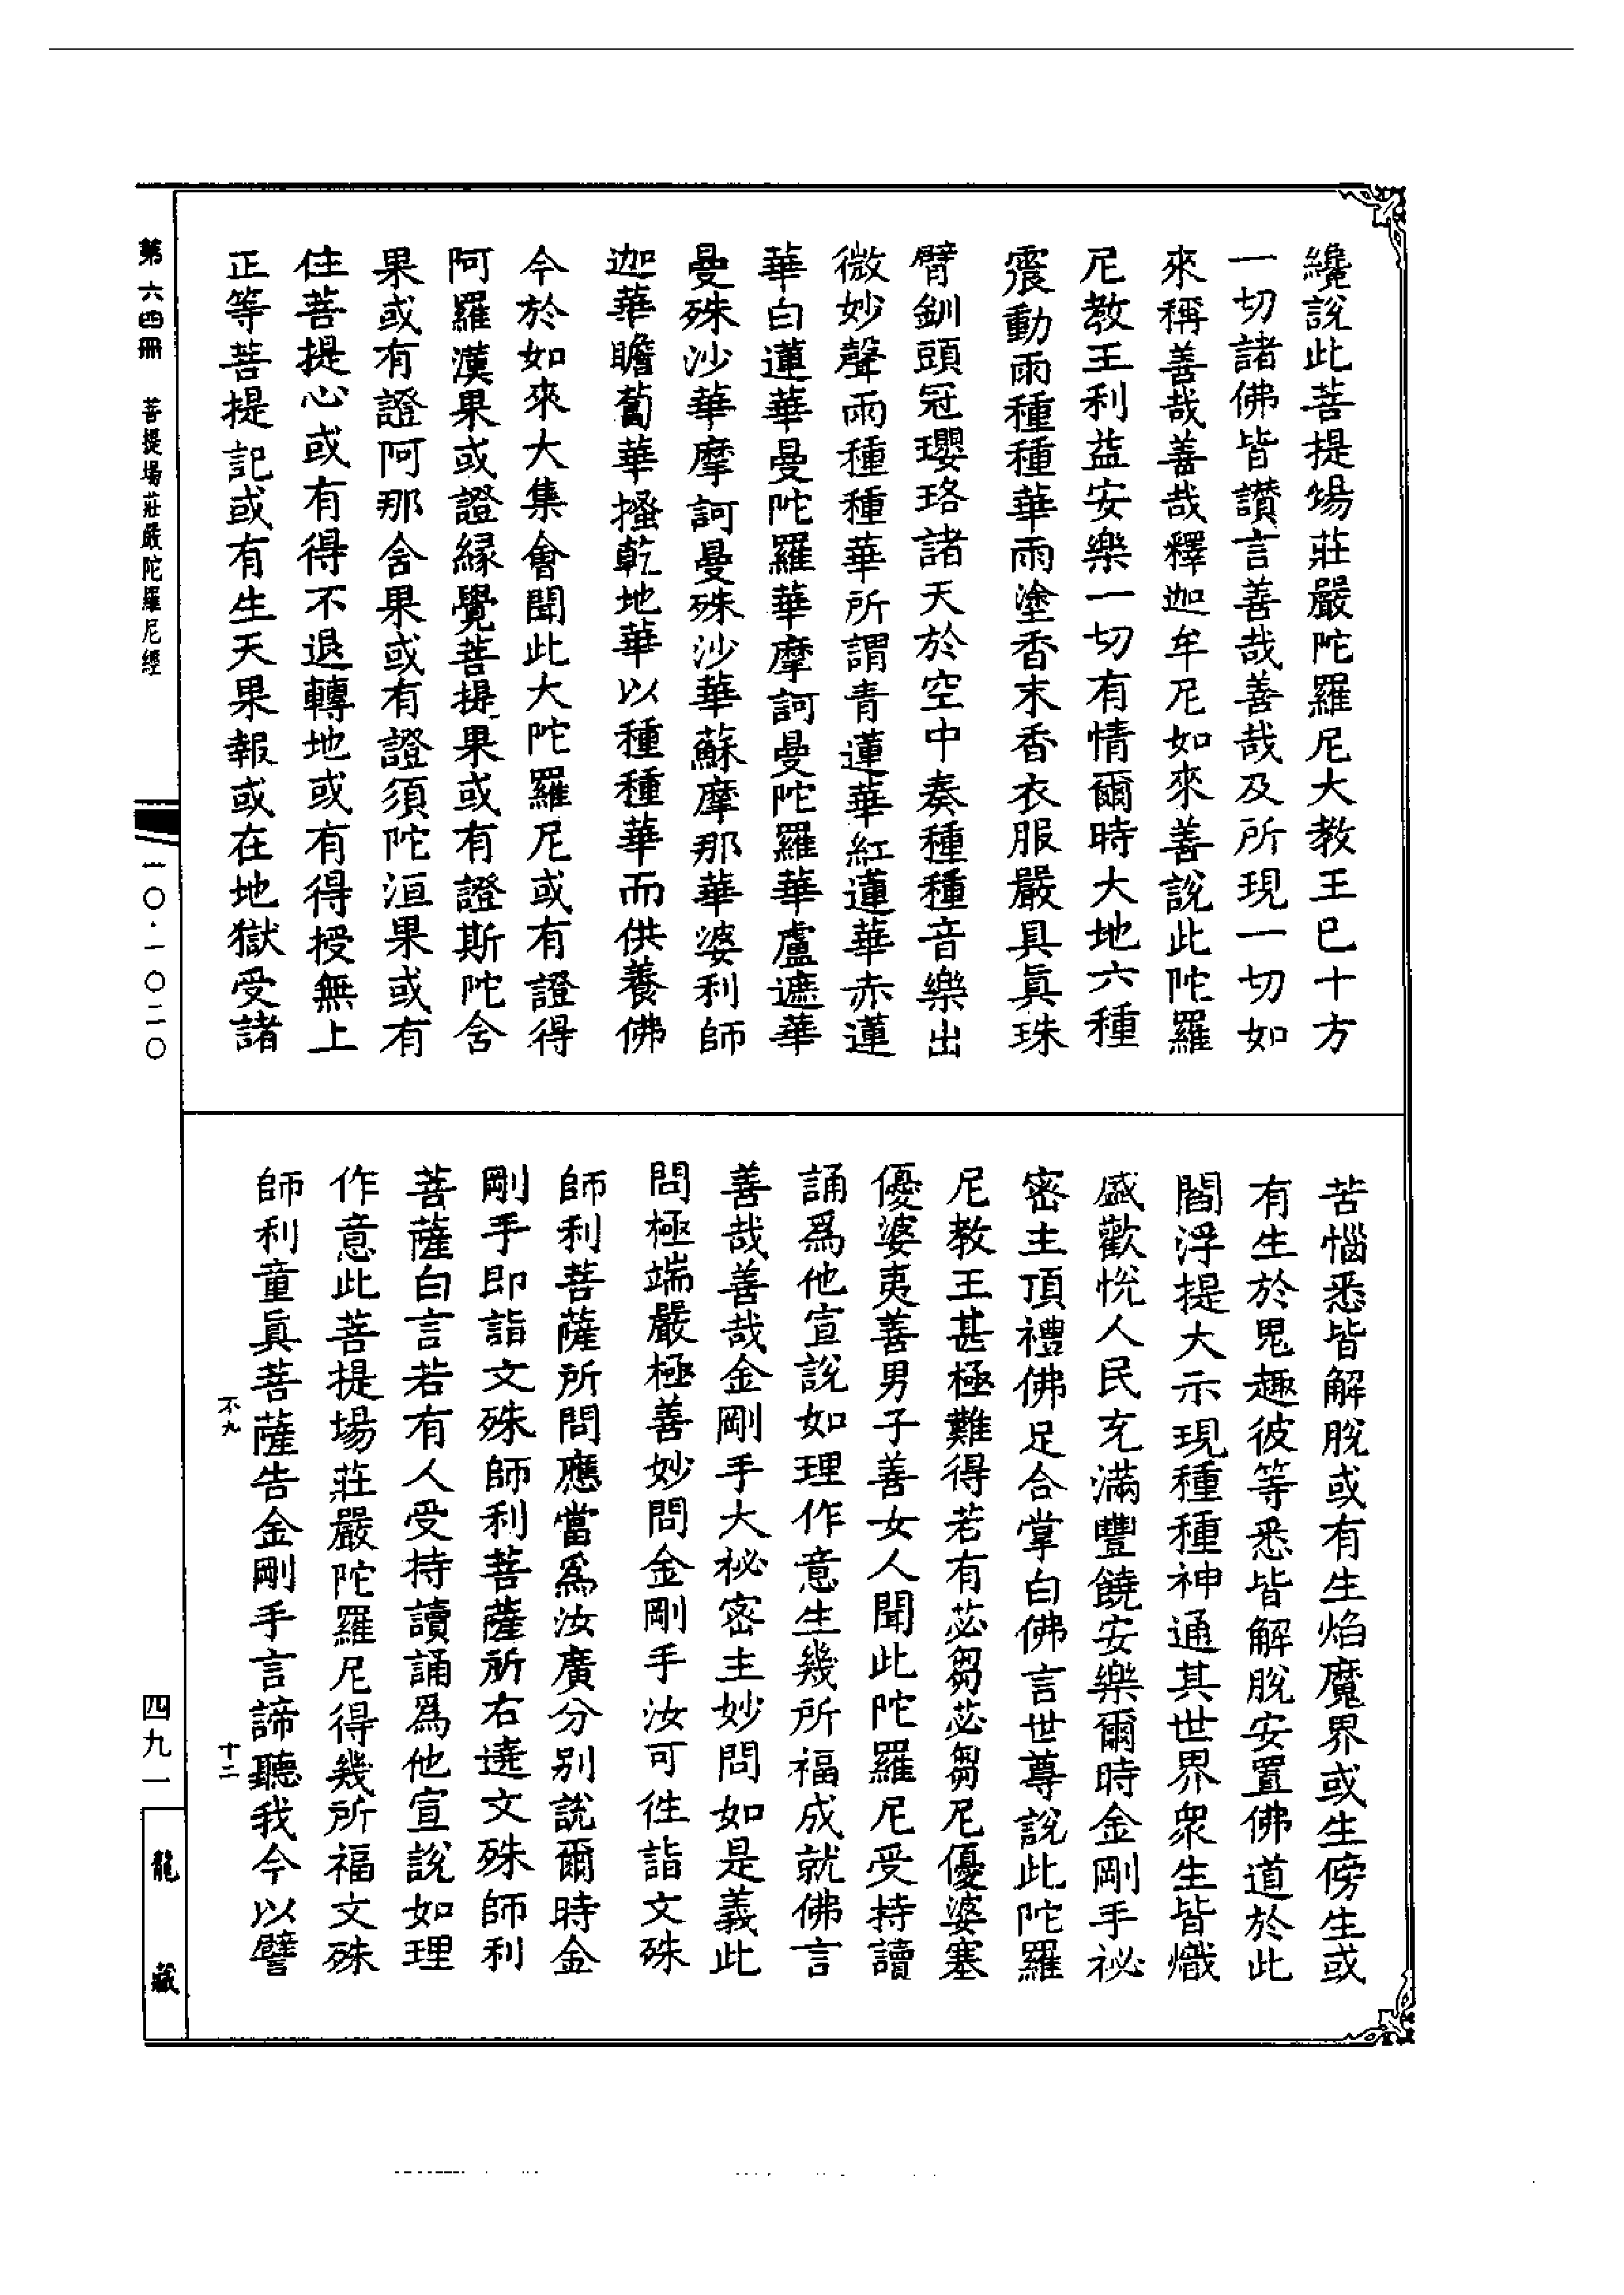 纔說此菩提場莊嚴陀羅尼大教王已十方
一切諸佛皆讚言善哉善哉及所現一切如
來稱善哉善哉釋迦牟尼如來善說此陀羅
尼教王利益安樂一切有情爾時大地六種
震動雨種種華雨塗香末香衣服嚴具眞珠
臂釧頭冠瓔珞諸天於空中奏種種音樂出
微妙聲雨種種華所謂青蓮華紅蓮華赤蓮
華白蓮華曼陀羅華摩訶曼陀羅華盧遮華
曼殊沙華摩訶曼殊沙華蘇摩那華婆利師
迦華瞻蔔華搔乾地華以種種華而供養佛
今於如來大集會聞此大陀羅尼或有證得
阿羅漢果或證緣覺菩提果或有證斯陀含
果或有證阿那含果或有證須陀洹果或有
住菩提心或有得不退轉地或有得授無上
正等菩提記或有生天果報或在地獄受諸
苦惱悉皆解脫或有生焰魔界或生傍生或
有生於鬼趣彼等悉皆解脫安置佛道於此
閻浮提大示現種種神通其世界衆生皆熾
盛歡悅人民充滿豐饒安樂爾時金剛手祕
密主頂禮佛足合掌白佛言世尊說此陀羅
尼教王甚極難得若有苾芻苾芻尼優婆塞
優婆夷善男子善女人聞此陀羅尼受持讀
誦爲他宣說如理作意生幾所福成就佛言
善哉善哉金剛手大祕密主妙問如是義此
問極端嚴極善妙問金剛手汝可徃詣文殊
師利菩薩所問應當爲汝廣分别說爾時金
剛手即詣文殊師利菩薩所右遶文殊師利
菩薩白言若有人受持讀誦爲他宣說如理
作意此菩提場莊嚴陀羅尼得幾所福文殊
師利童眞菩薩告金剛手言諦聽我今以譬
不九
十二
第六四冊 菩提場莊嚴陀羅尼經
一〇·一〇二〇
四九一
龍藏